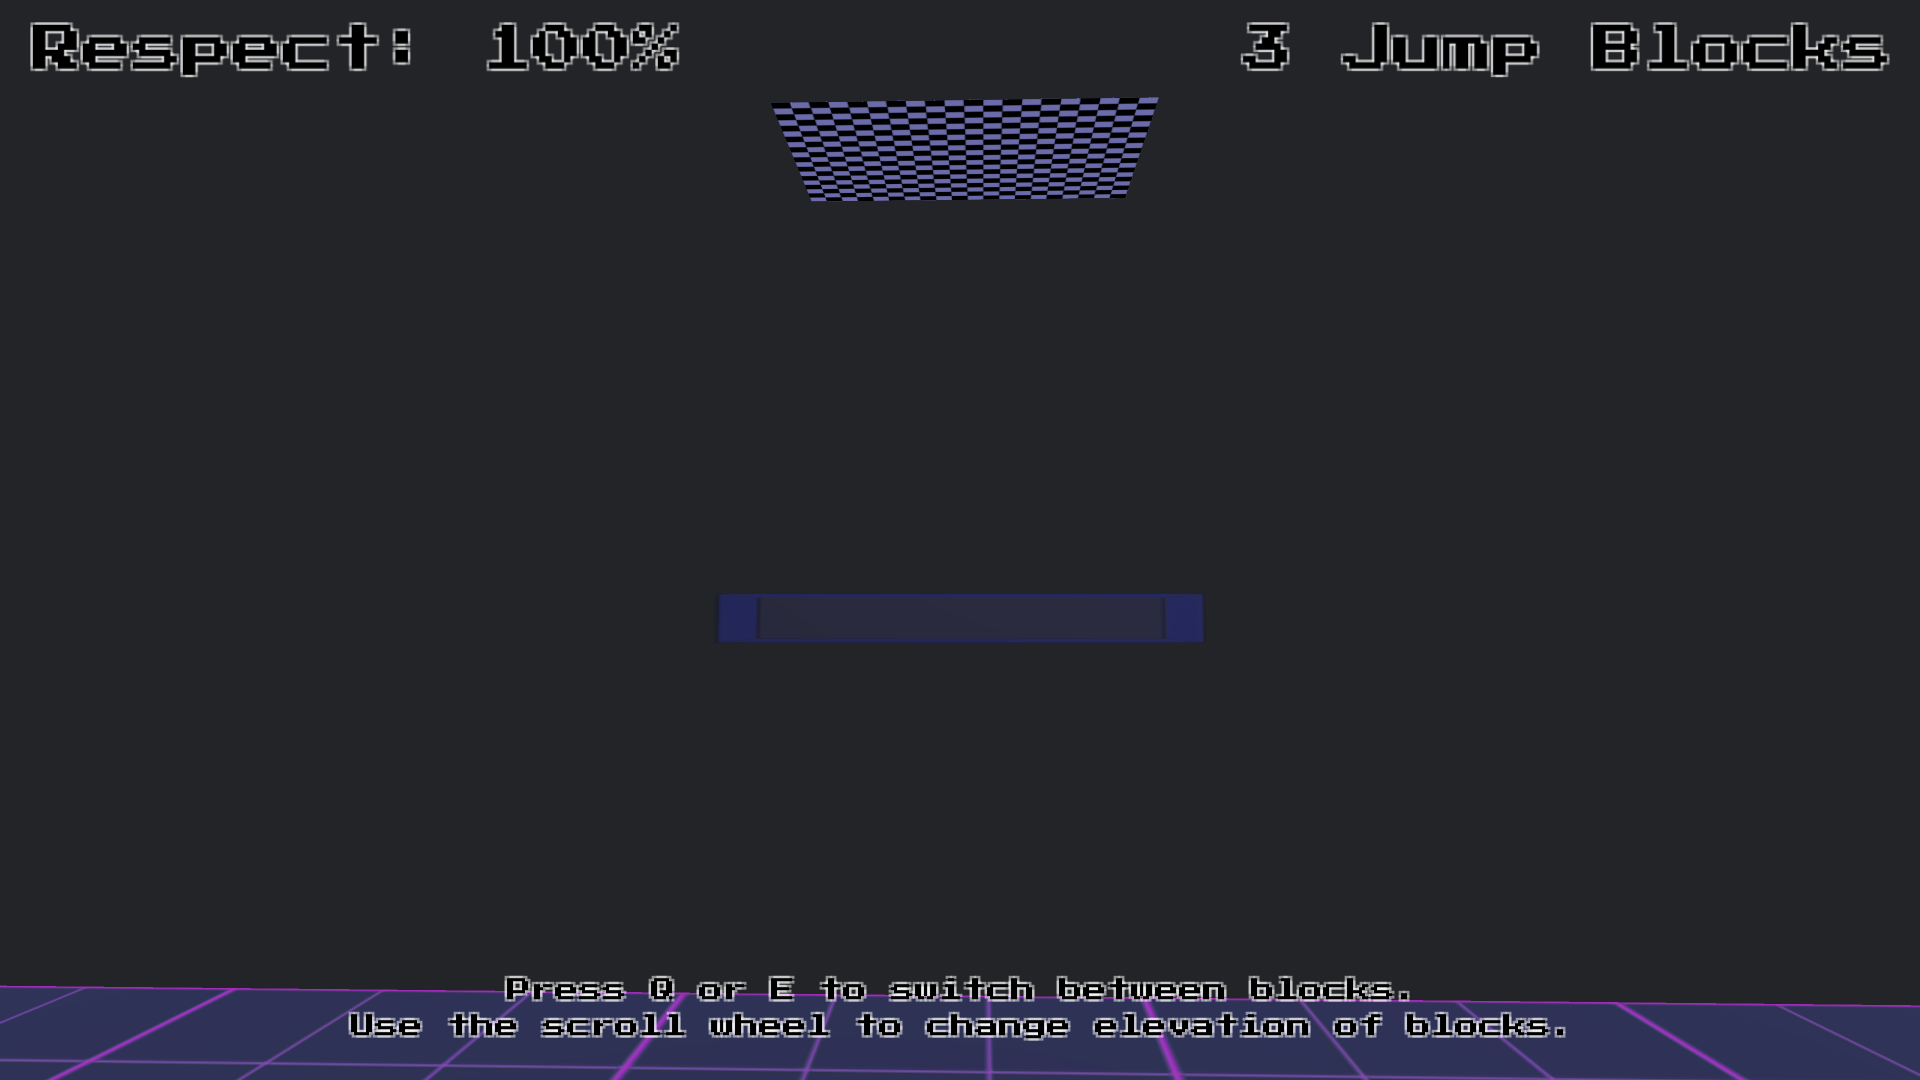 Respect: 100%
3 Jump Blocks
Press Q or E to switch between blocks.
Use the scroll wheel to change elevation of blocks.